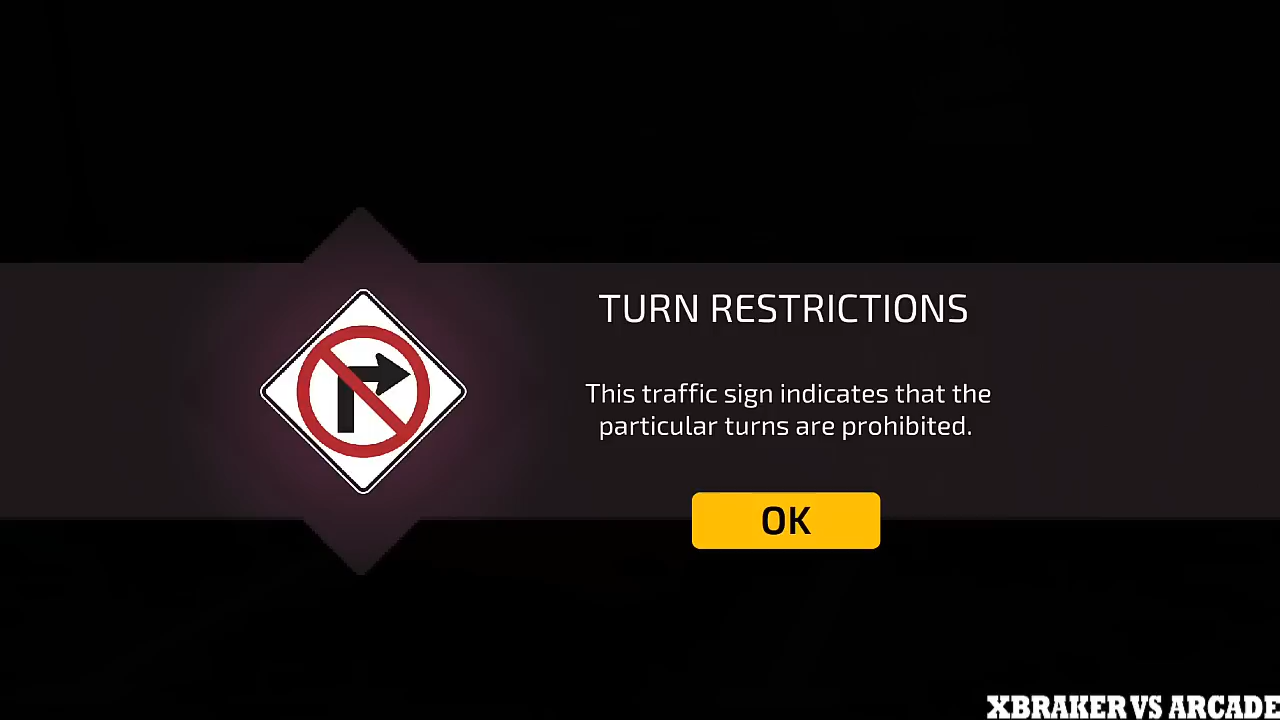 TURN RESTRICTIONS
This traffic sign indicates that the
particular turns are prohibited.
OK
XBRAKER VS ARCADE